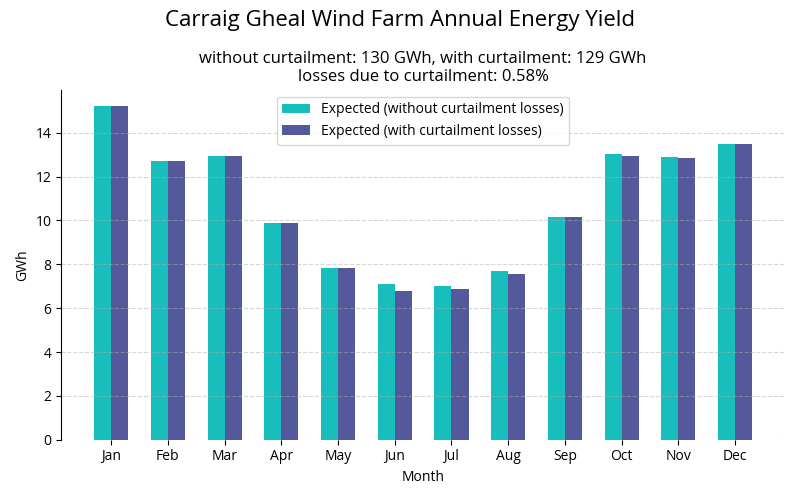 Carraig Gheal Wind Farm Annual Energy Yield
without curtailment: 130 GWh, with curtailment: 129 GWh
losses due to curtailment: 0.58%
Expected (without curtailment losses)
Expected (with curtailment losses)
GWh
14
12
10
8
6
4
2
0
Jan Feb Mar Apr May Jun Jul Aug Sep Oct Nov Dec
Month